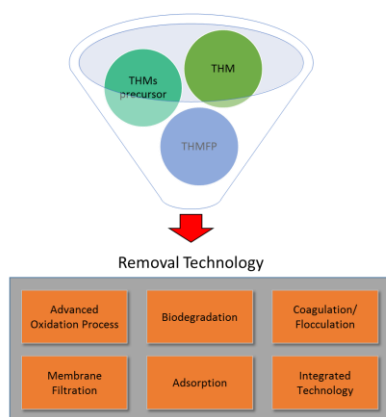 THMs
precursor
THM
THMFP
Removal Technology
Advanced
Oxidation Process
Biodegradation
Coagulation/
Flocculation
Membrane
Filtration
Adsorption
Integrated
Technology